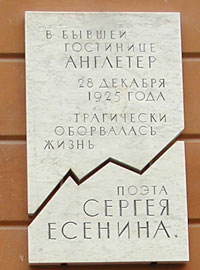 В БЫВШЕЙ
ГОСТИНИЦЕ
АНГЛЕТЕР
28 ДЕКАБРЯ
1925 ГОДА
ТРАГИЧЕСКИ
ОБОРВАЛАСЬ
ЖИЗНЬ
ПОЭТА
СЕРГЕЯ
ЕСЕНИНА.